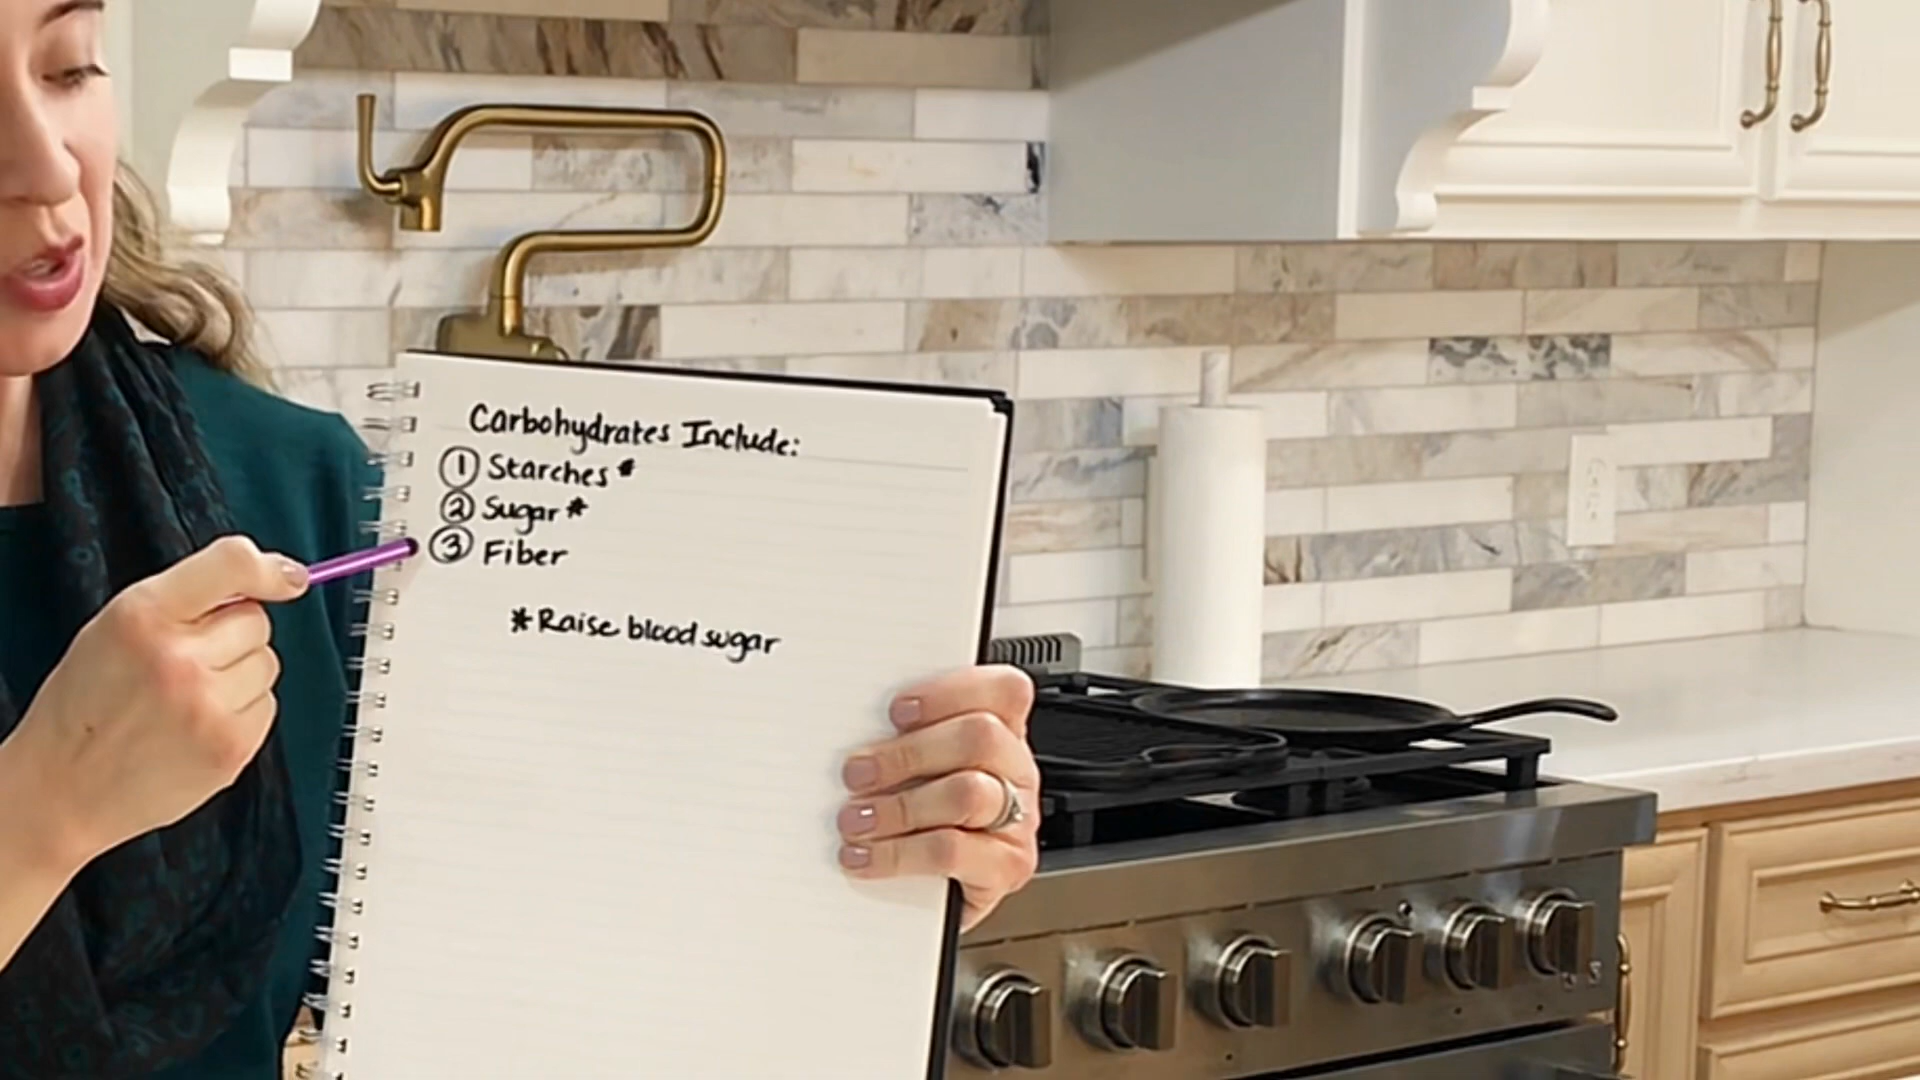 Carbohydrates Include:
① Starches *
② Sugar *
③ Fiber
* Raise blood sugar